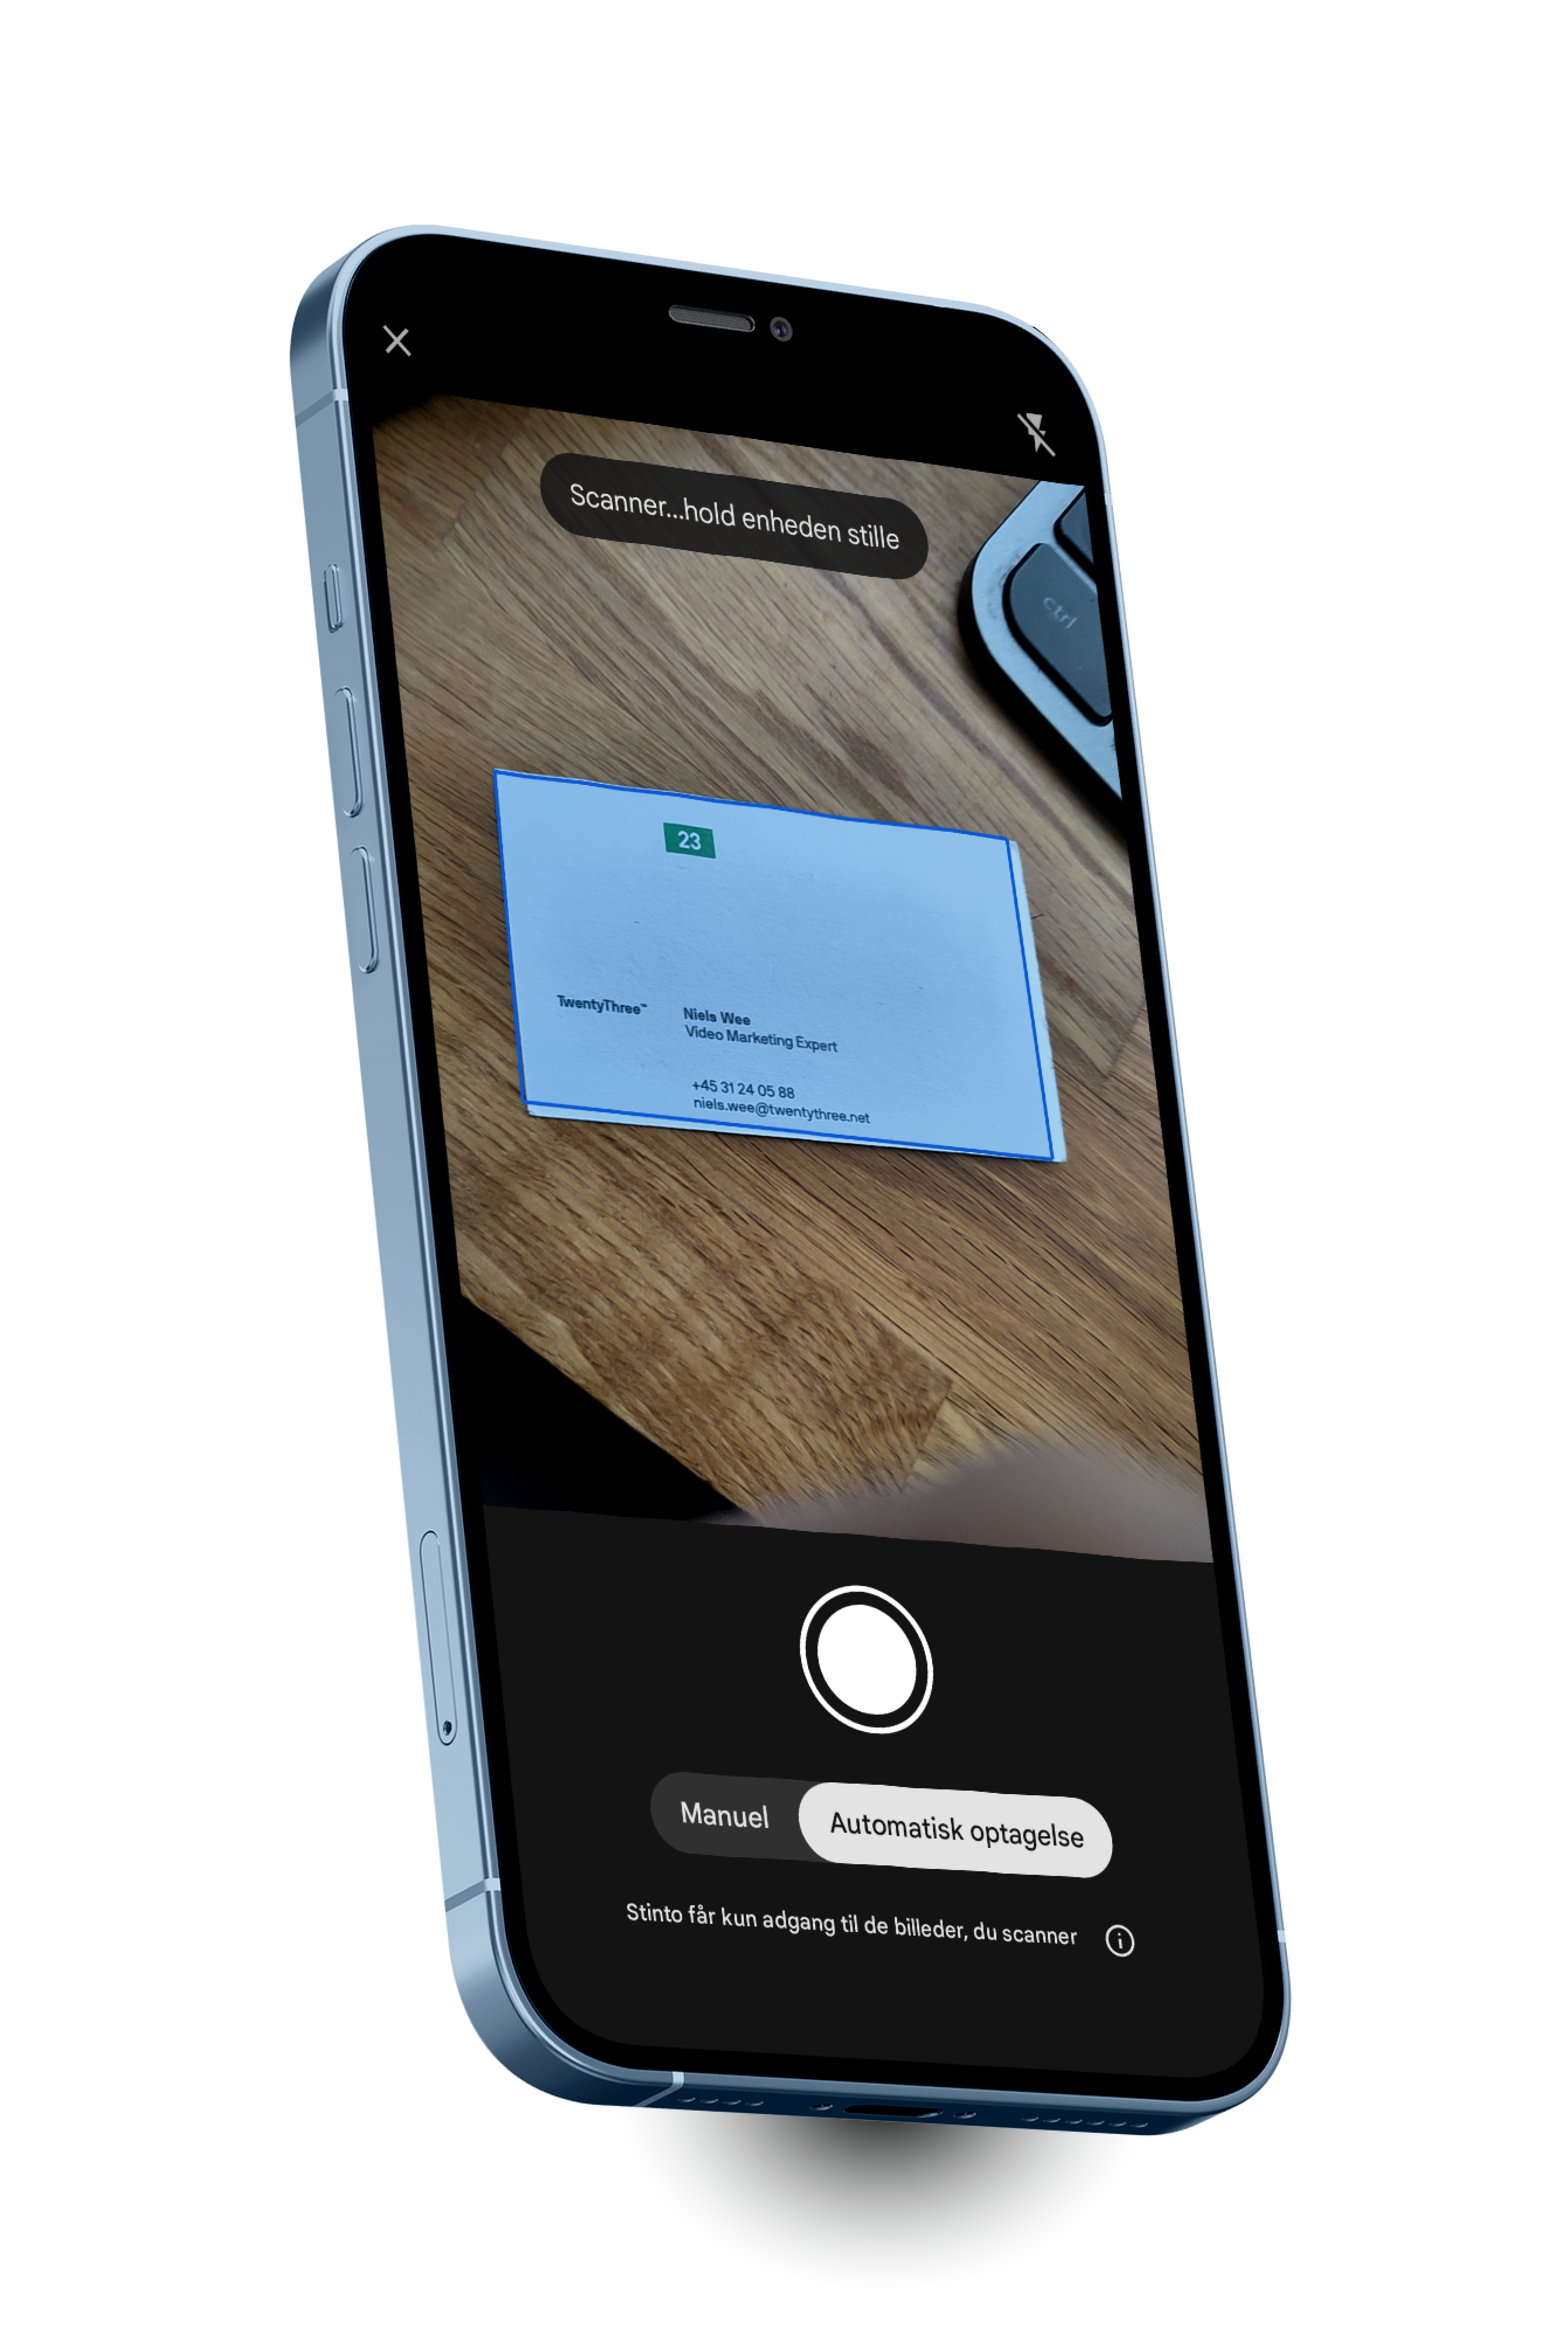 Scanner...hold enheden stille
ctrl
23
TwentyThree™
Niels Wee
Video Marketing Expert
+45 31 24 05 88
niels.wee@twentythree.net
Manuel
Automatisk optagelse
Stinto får kun adgang til de billeder, du scanner